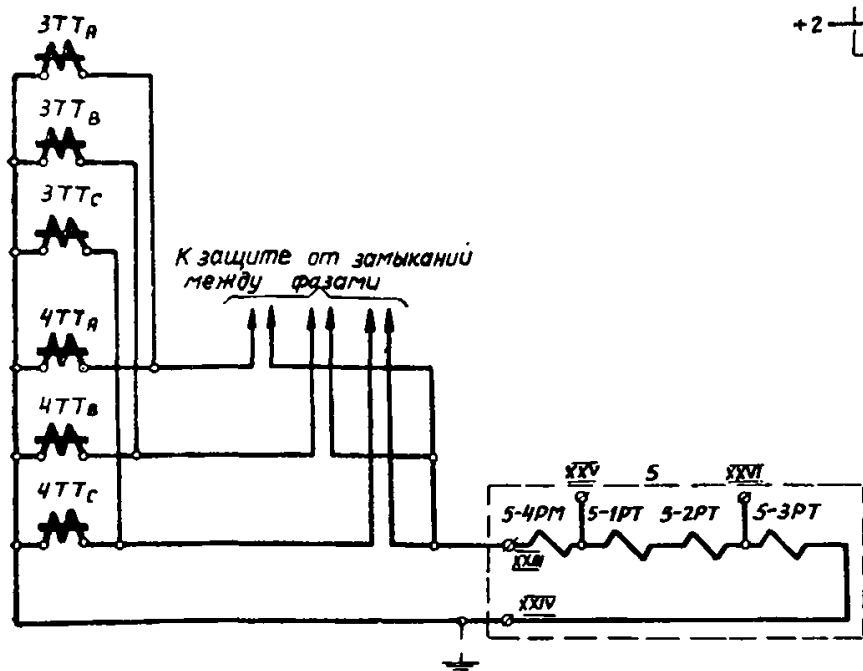 3ТТА
+2
3ТТВ
3ТТС
К защите от замыканий
между фазами
4ТТА
4ТТВ
4ТТС
XXV 5 XXVI
5-4РМ 5-1РТ 5-2РТ 5-3РТ
XXIII
XXIV